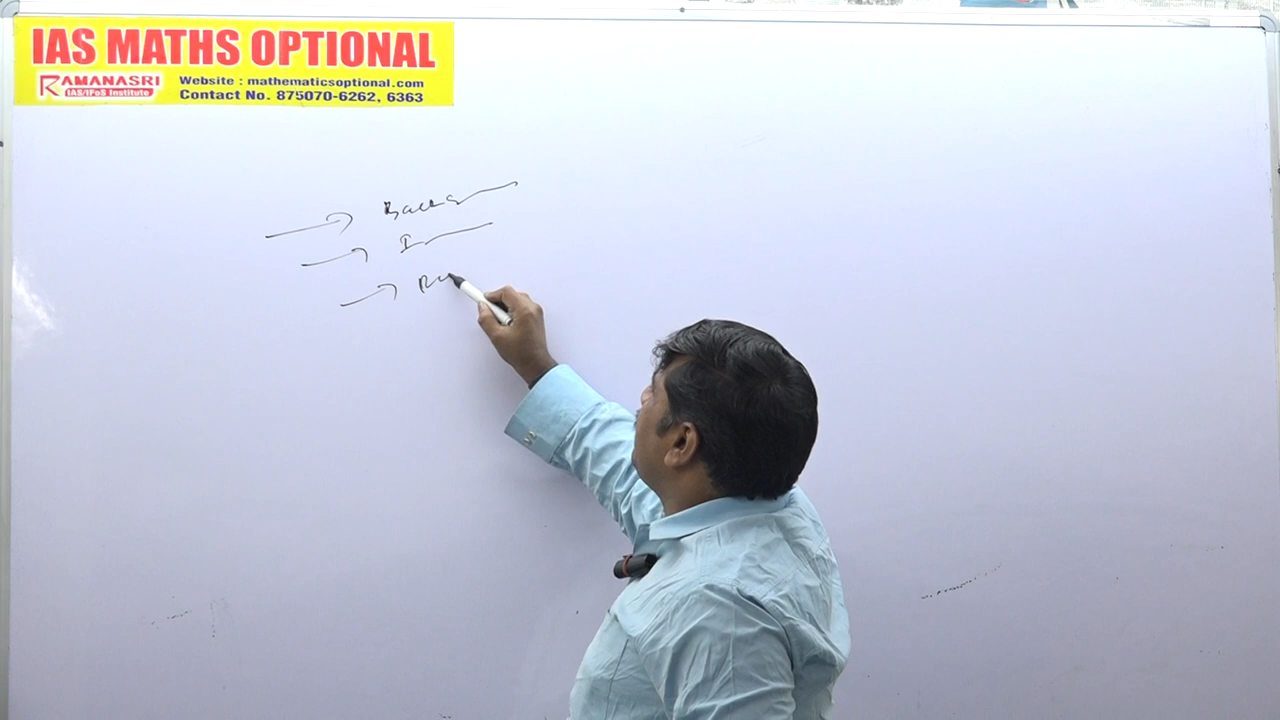 IAS MATHS OPTIONAL
RAMANASRI
IAS/IFoS Institute
Website : mathematicsoptional.com
Contact No. 875070-6262, 6363